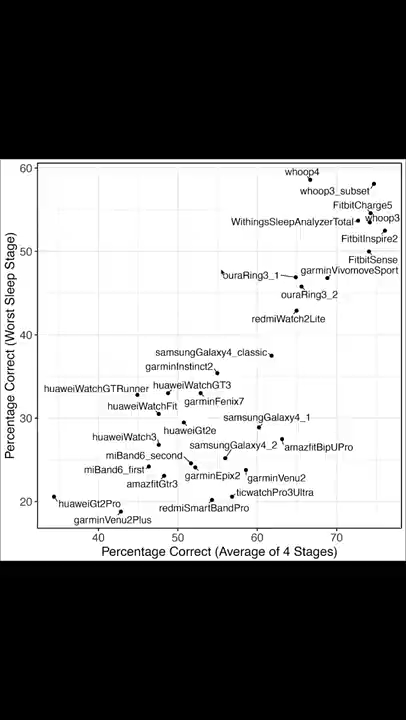 60
whoop4
whoop3_subset
FitbitCharge5
WithingsSleepAnalyzerTotal
whoop3
FitbitInspire2
50
FitbitSense
garminVivomoveSport
ouraRing3_1
ouraRing3_2
redmiWatch2Lite
40
samsungGalaxy4_classic
garminInstinct2
huaweiWatchGTRunner
huaweiWatchGT3
garminFenix7
huaweiWatchFit
30
samsungGalaxy4_1
huaweiGt2e
huaweiWatch3
samsungGalaxy4_2
amazfitBipUPro
miBand6_second
miBand6_first
garminEpix2
garminVenu2
amazfitGtr3
ticwatchPro3Ultra
20
huaweiGt2Pro
redmiSmartBandPro
garminVenu2Plus
40 50 60 70
Percentage Correct (Average of 4 Stages)
Percentage Correct (Worst Sleep Stage)